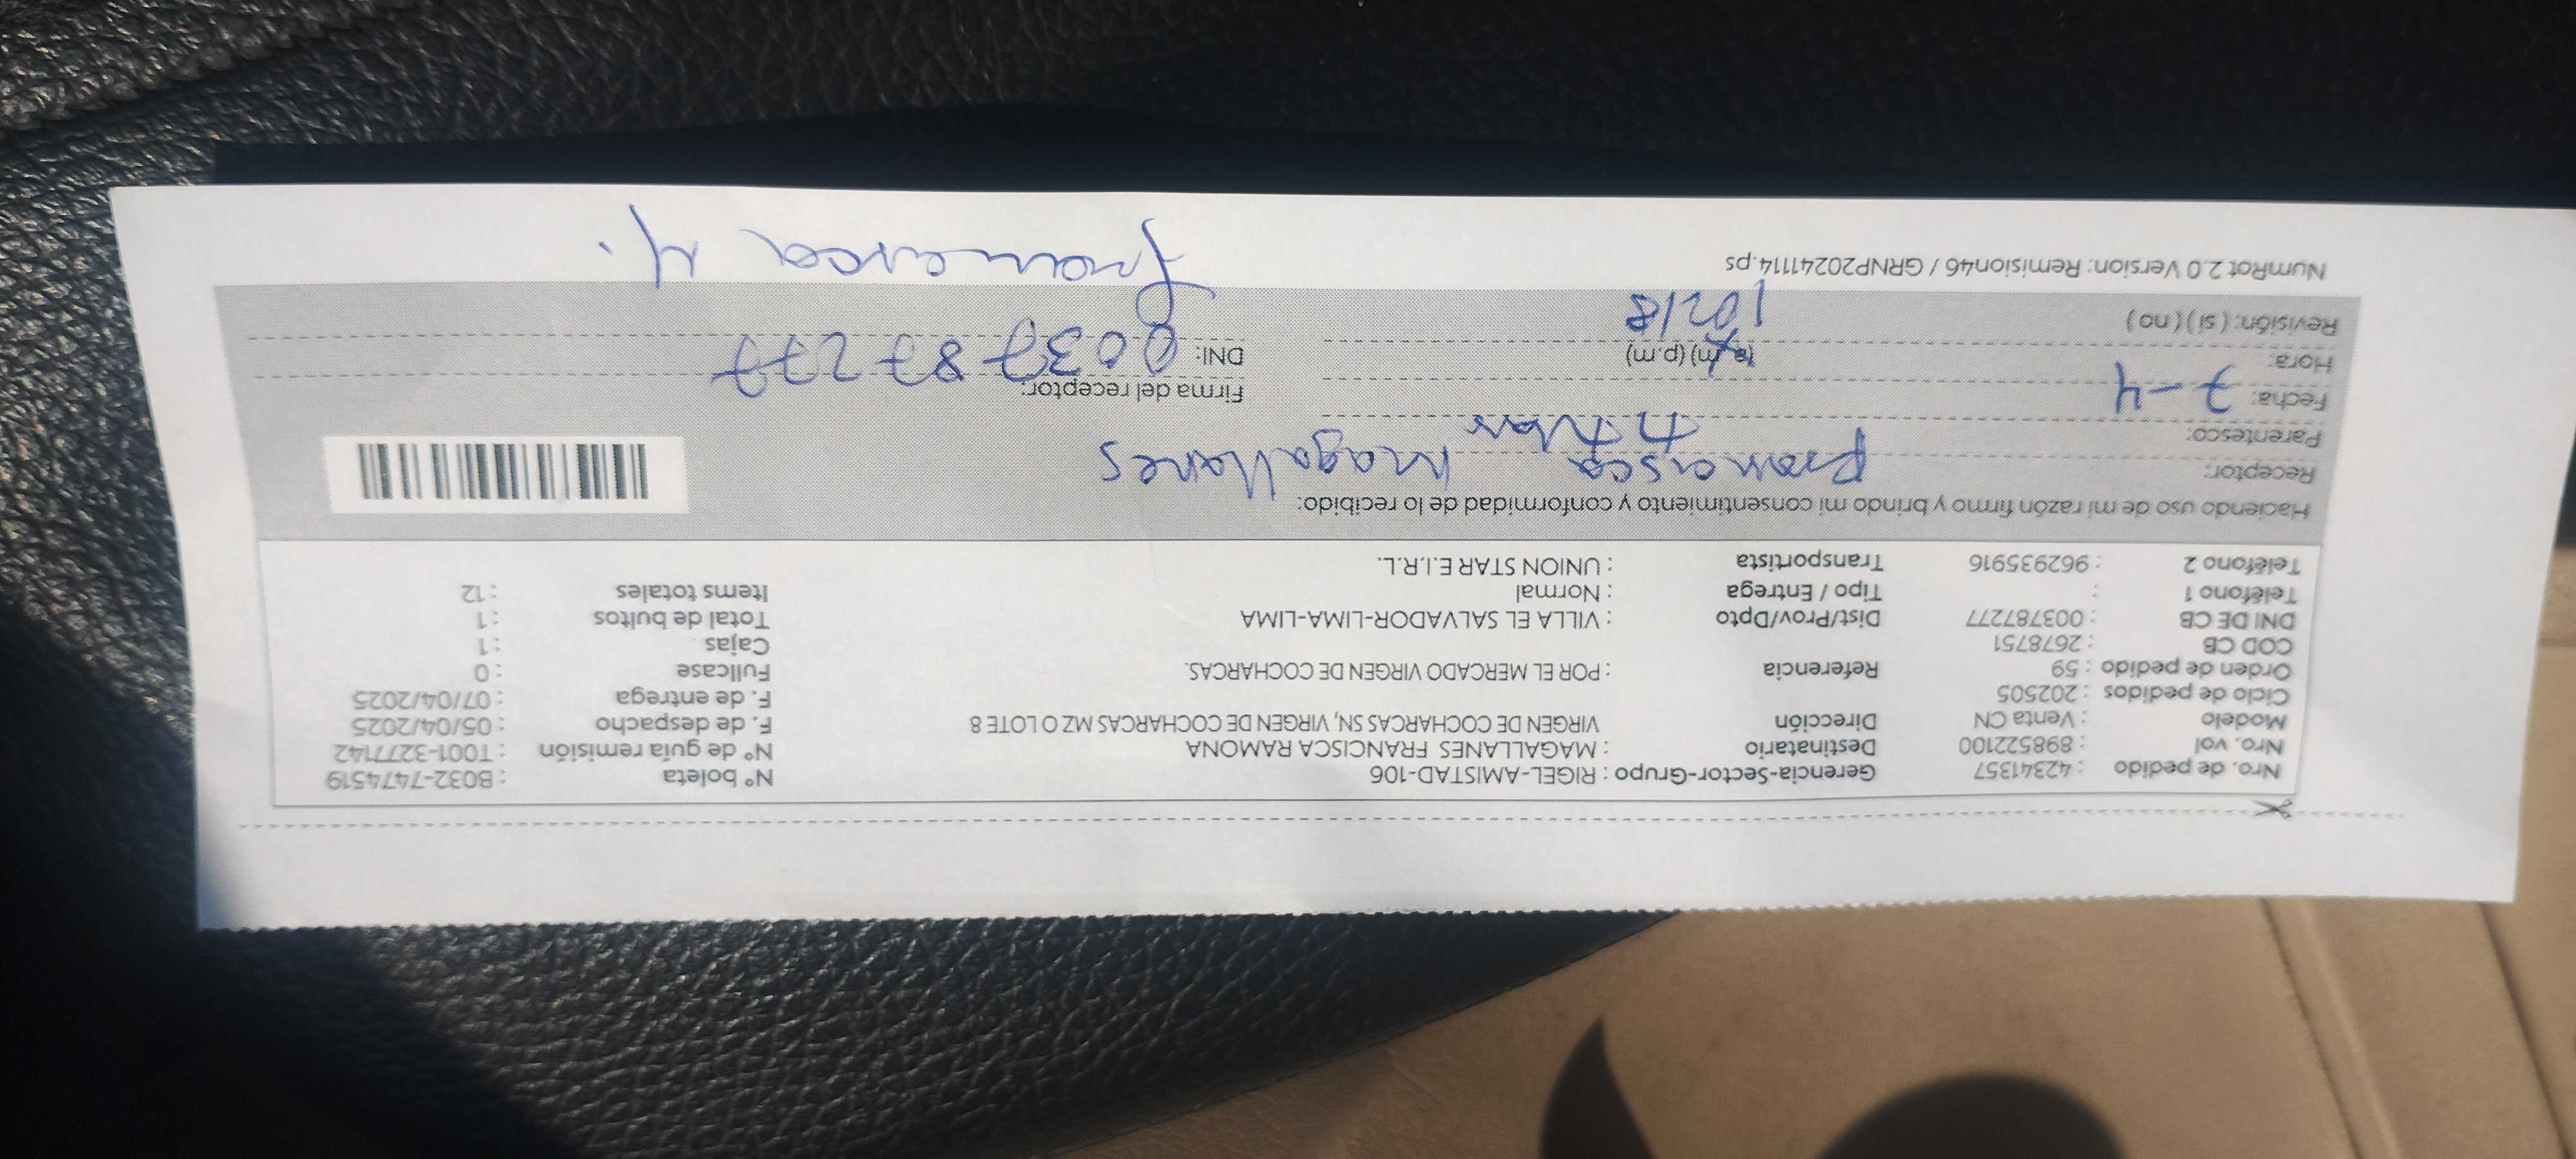 Nro. de pedido : 42341357 Gerencia-Sector-Grupo : RIGEL-AMISTAD-106 N° boleta : B032-7474519
Nro. vol : 898522100 Destinatario : MAGALLANES FRANCISCA RAMONA N° de guía remisión : T001-3277142
Modelo : Venta CN Dirección VIRGEN DE COCHARCAS SN, VIRGEN DE COCHARCAS MZ O LOTE 8 F. de despacho : 05/04/2025
Ciclo de pedidos : 202505 F. de entrega : 07/04/2025
Orden de pedido : 59 Referencia : POR EL MERCADO VIRGEN DE COCHARCAS. Fullcase : 0
COD CB : 2678751 Cajas : 1
DNI DE CB : 003787277 Dist/Prov/Dpto : VILLA EL SALVADOR-LIMA-LIMA Total de bultos : 1
Teléfono 1 : Tipo / Entrega : Normal Items totales : 12
Teléfono 2 : 962935916 Transportista : UNION STAR E.I.R.L.
Haciendo uso de mi razón firmo y brindo mi consentimiento y conformidad de lo recibido:
Receptor: Francisca Magallanes
Parentesco: titular
Fecha: 7-4 Firma del receptor:
Hora: (a.m) (p.m) DNI: 003787277
Revisión: ( si ) ( no )
NumRot 2.0 Version: Remision46 / GRNP20241114.ps francisca M.